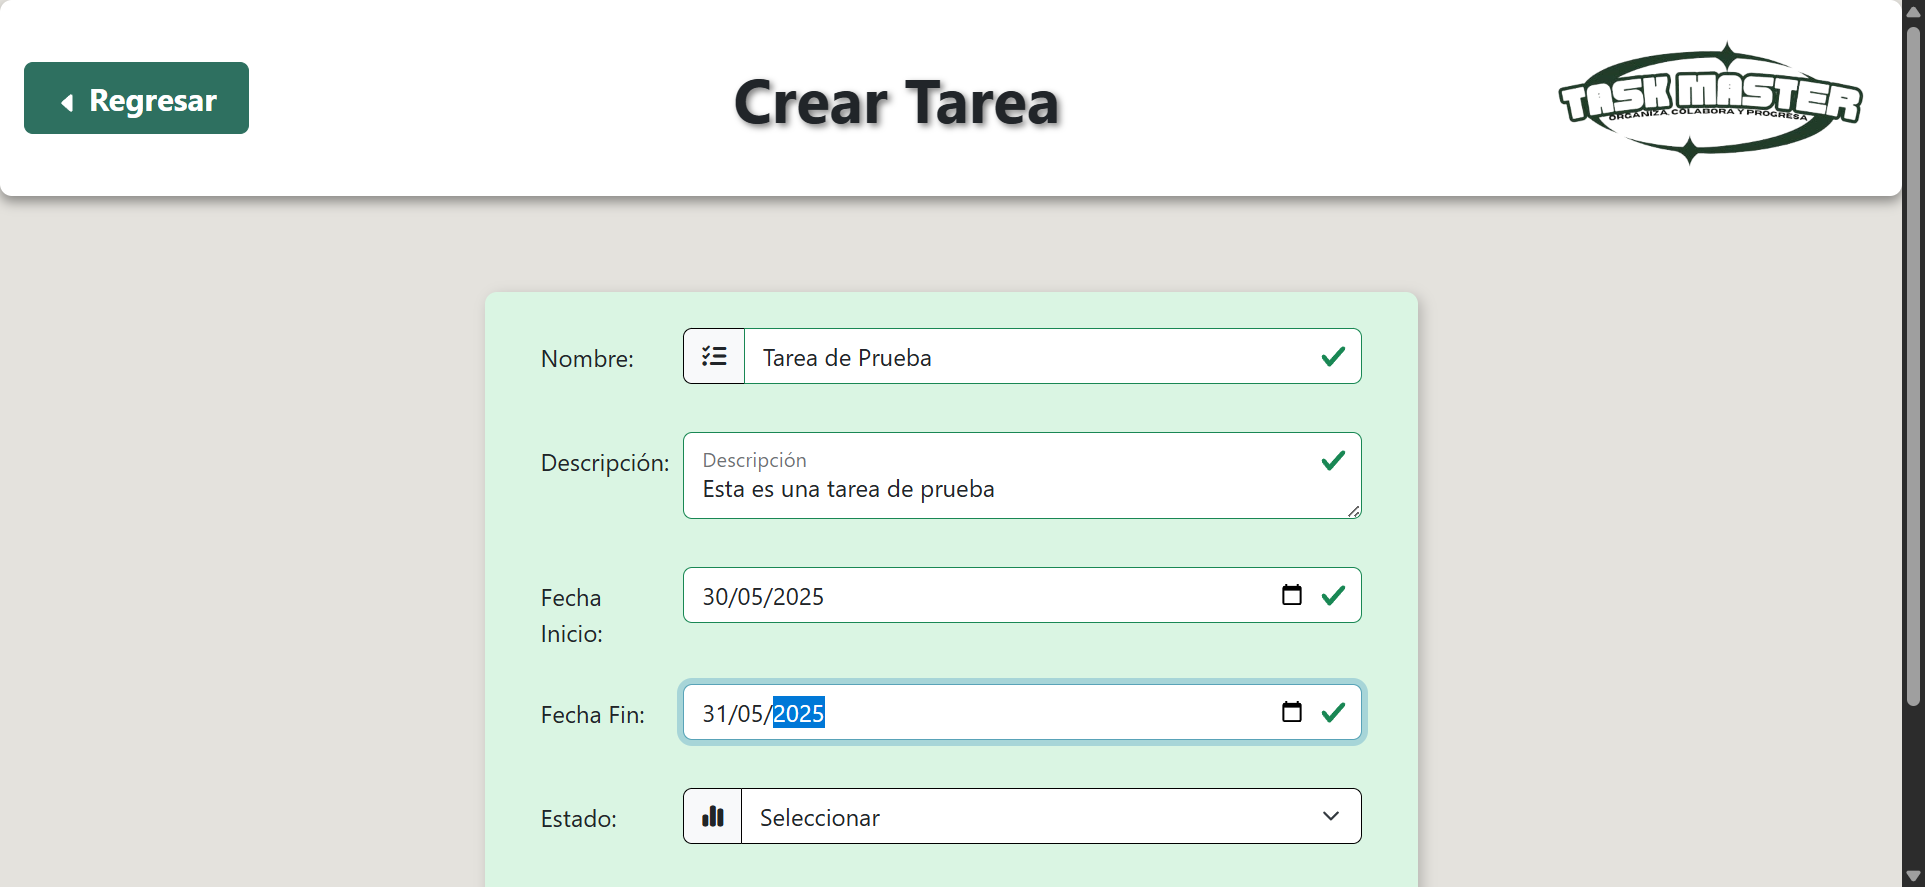 Regresar
Crear Tarea
TASK MASTER
ORGANIZA, COLABORA Y PROGRESA
Nombre:
Tarea de Prueba
Descripción:
Descripción
Esta es una tarea de prueba
Fecha
Inicio:
30/05/2025
Fecha Fin:
31/05/2025
Estado:
Seleccionar